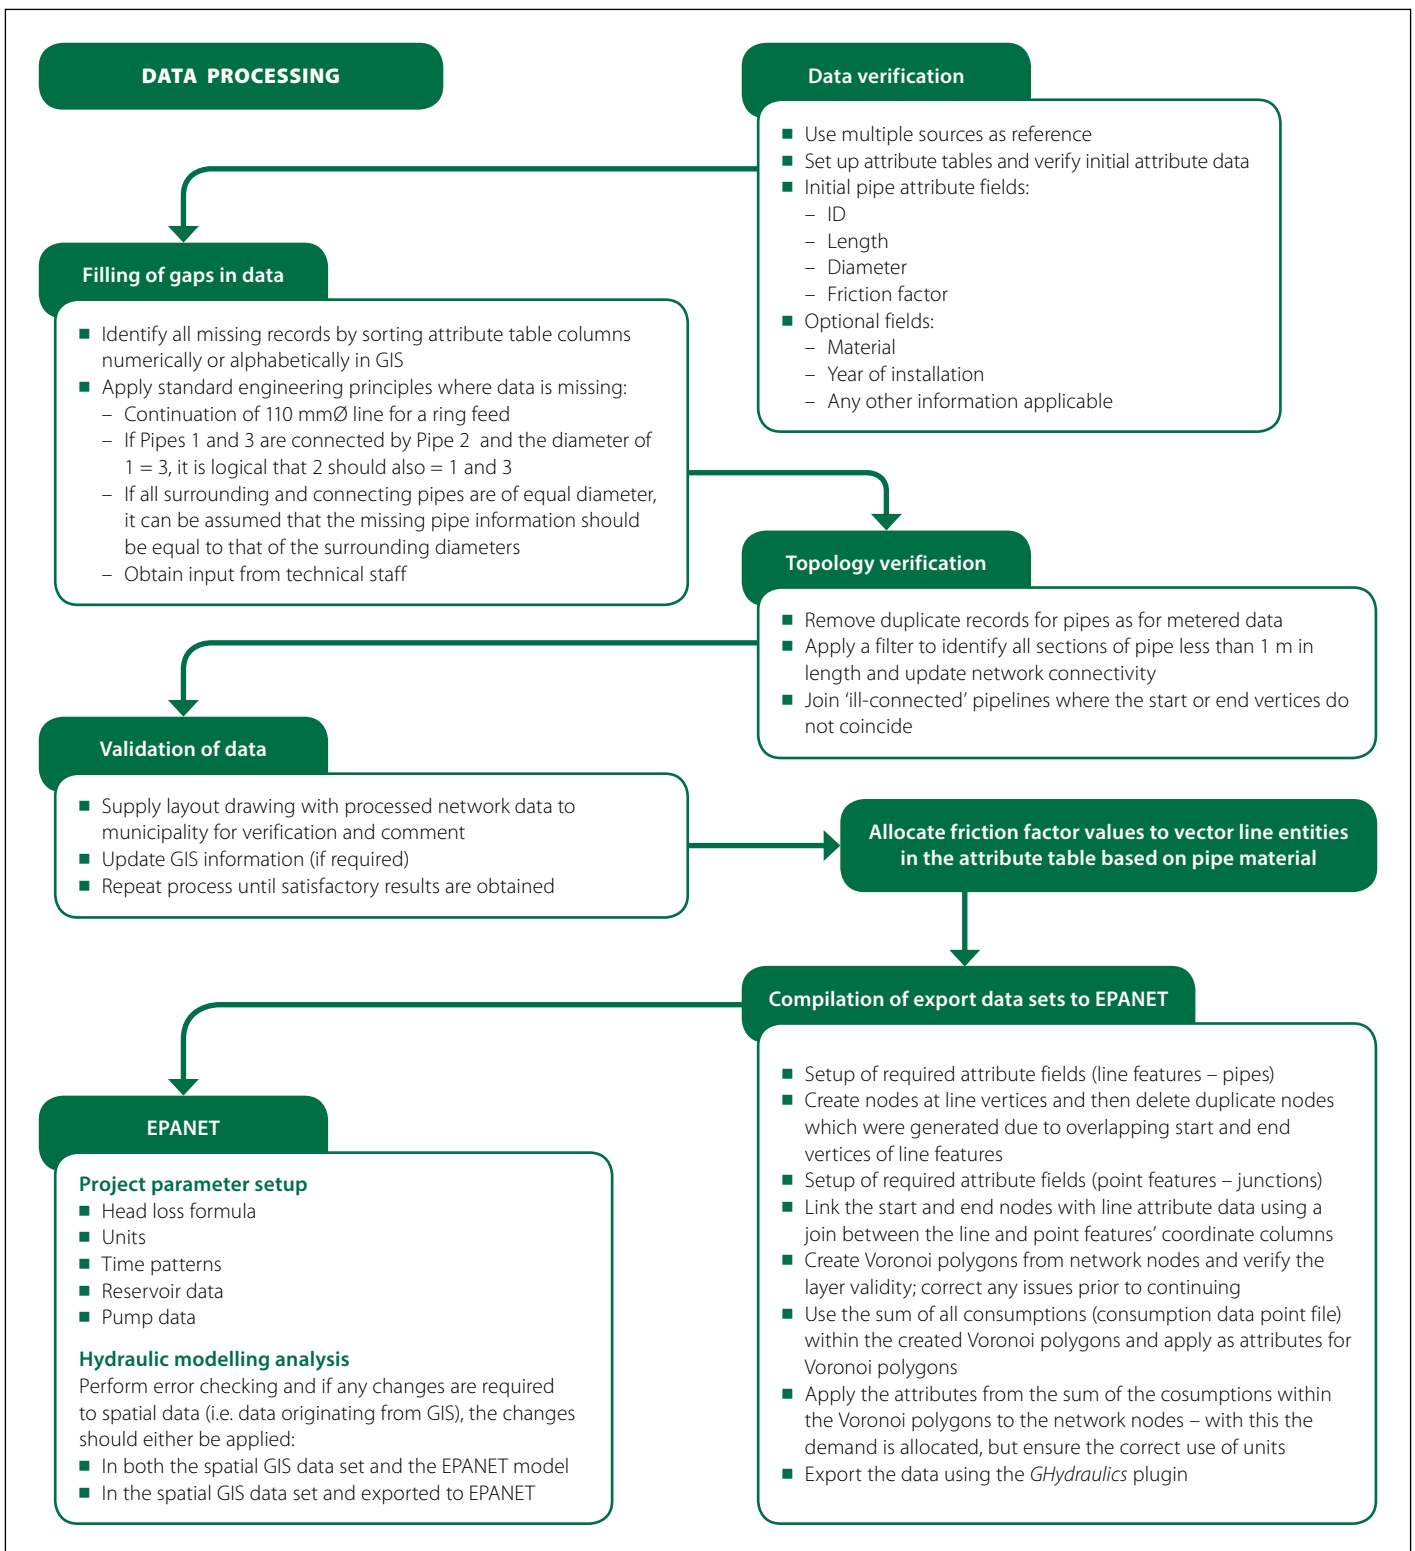 DATA PROCESSING
Data verification
■ Use multiple sources as reference
■ Set up attribute tables and verify initial attribute data
■ Initial pipe attribute fields:
– ID
– Length
– Diameter
– Friction factor
■ Optional fields:
– Material
– Year of installation
– Any other information applicable
Filling of gaps in data
■ Identify all missing records by sorting attribute table columns
numerically or alphabetically in GIS
■ Apply standard engineering principles where data is missing:
– Continuation of 110 mmØ line for a ring feed
– If Pipes 1 and 3 are connected by Pipe 2 and the diameter of
1 = 3, it is logical that 2 should also = 1 and 3
– If all surrounding and connecting pipes are of equal diameter,
it can be assumed that the missing pipe information should
be equal to that of the surrounding diameters
– Obtain input from technical staff
Topology verification
■ Remove duplicate records for pipes as for metered data
■ Apply a filter to identify all sections of pipe less than 1 m in
length and update network connectivity
■ Join ‘ill-connected’ pipelines where the start or end vertices do
not coincide
Validation of data
■ Supply layout drawing with processed network data to
municipality for verification and comment
■ Update GIS information (if required)
■ Repeat process until satisfactory results are obtained
Allocate friction factor values to vector line entities
in the attribute table based on pipe material
Compilation of export data sets to EPANET
■ Setup of required attribute fields (line features – pipes)
■ Create nodes at line vertices and then delete duplicate nodes
which were generated due to overlapping start and end
vertices of line features
■ Setup of required attribute fields (point features – junctions)
■ Link the start and end nodes with line attribute data using a
join between the line and point features’ coordinate columns
■ Create Voronoi polygons from network nodes and verify the
layer validity; correct any issues prior to continuing
■ Use the sum of all consumptions (consumption data point file)
within the created Voronoi polygons and apply as attributes for
Voronoi polygons
■ Apply the attributes from the sum of the cosumptions within
the Voronoi polygons to the network nodes – with this the
demand is allocated, but ensure the correct use of units
■ Export the data using the GHydraulics plugin
EPANET
Project parameter setup
■ Head loss formula
■ Units
■ Time patterns
■ Reservoir data
■ Pump data
Hydraulic modelling analysis
Perform error checking and if any changes are required
to spatial data (i.e. data originating from GIS), the changes
should either be applied:
■ In both the spatial GIS data set and the EPANET model
■ In the spatial GIS data set and exported to EPANET